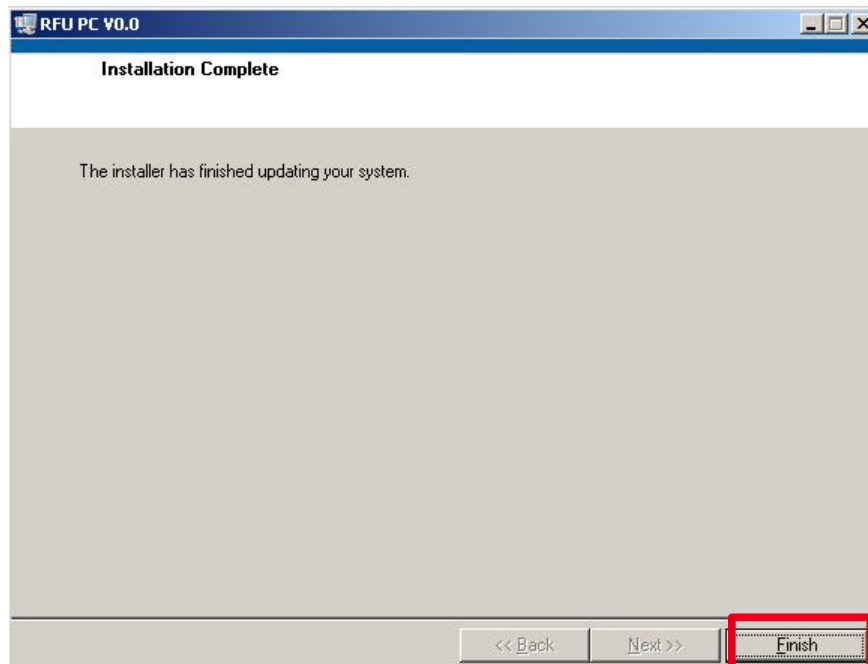 RFU PC V0.0
Installation Complete
The installer has finished updating your system.
<< Back Next >> Finish